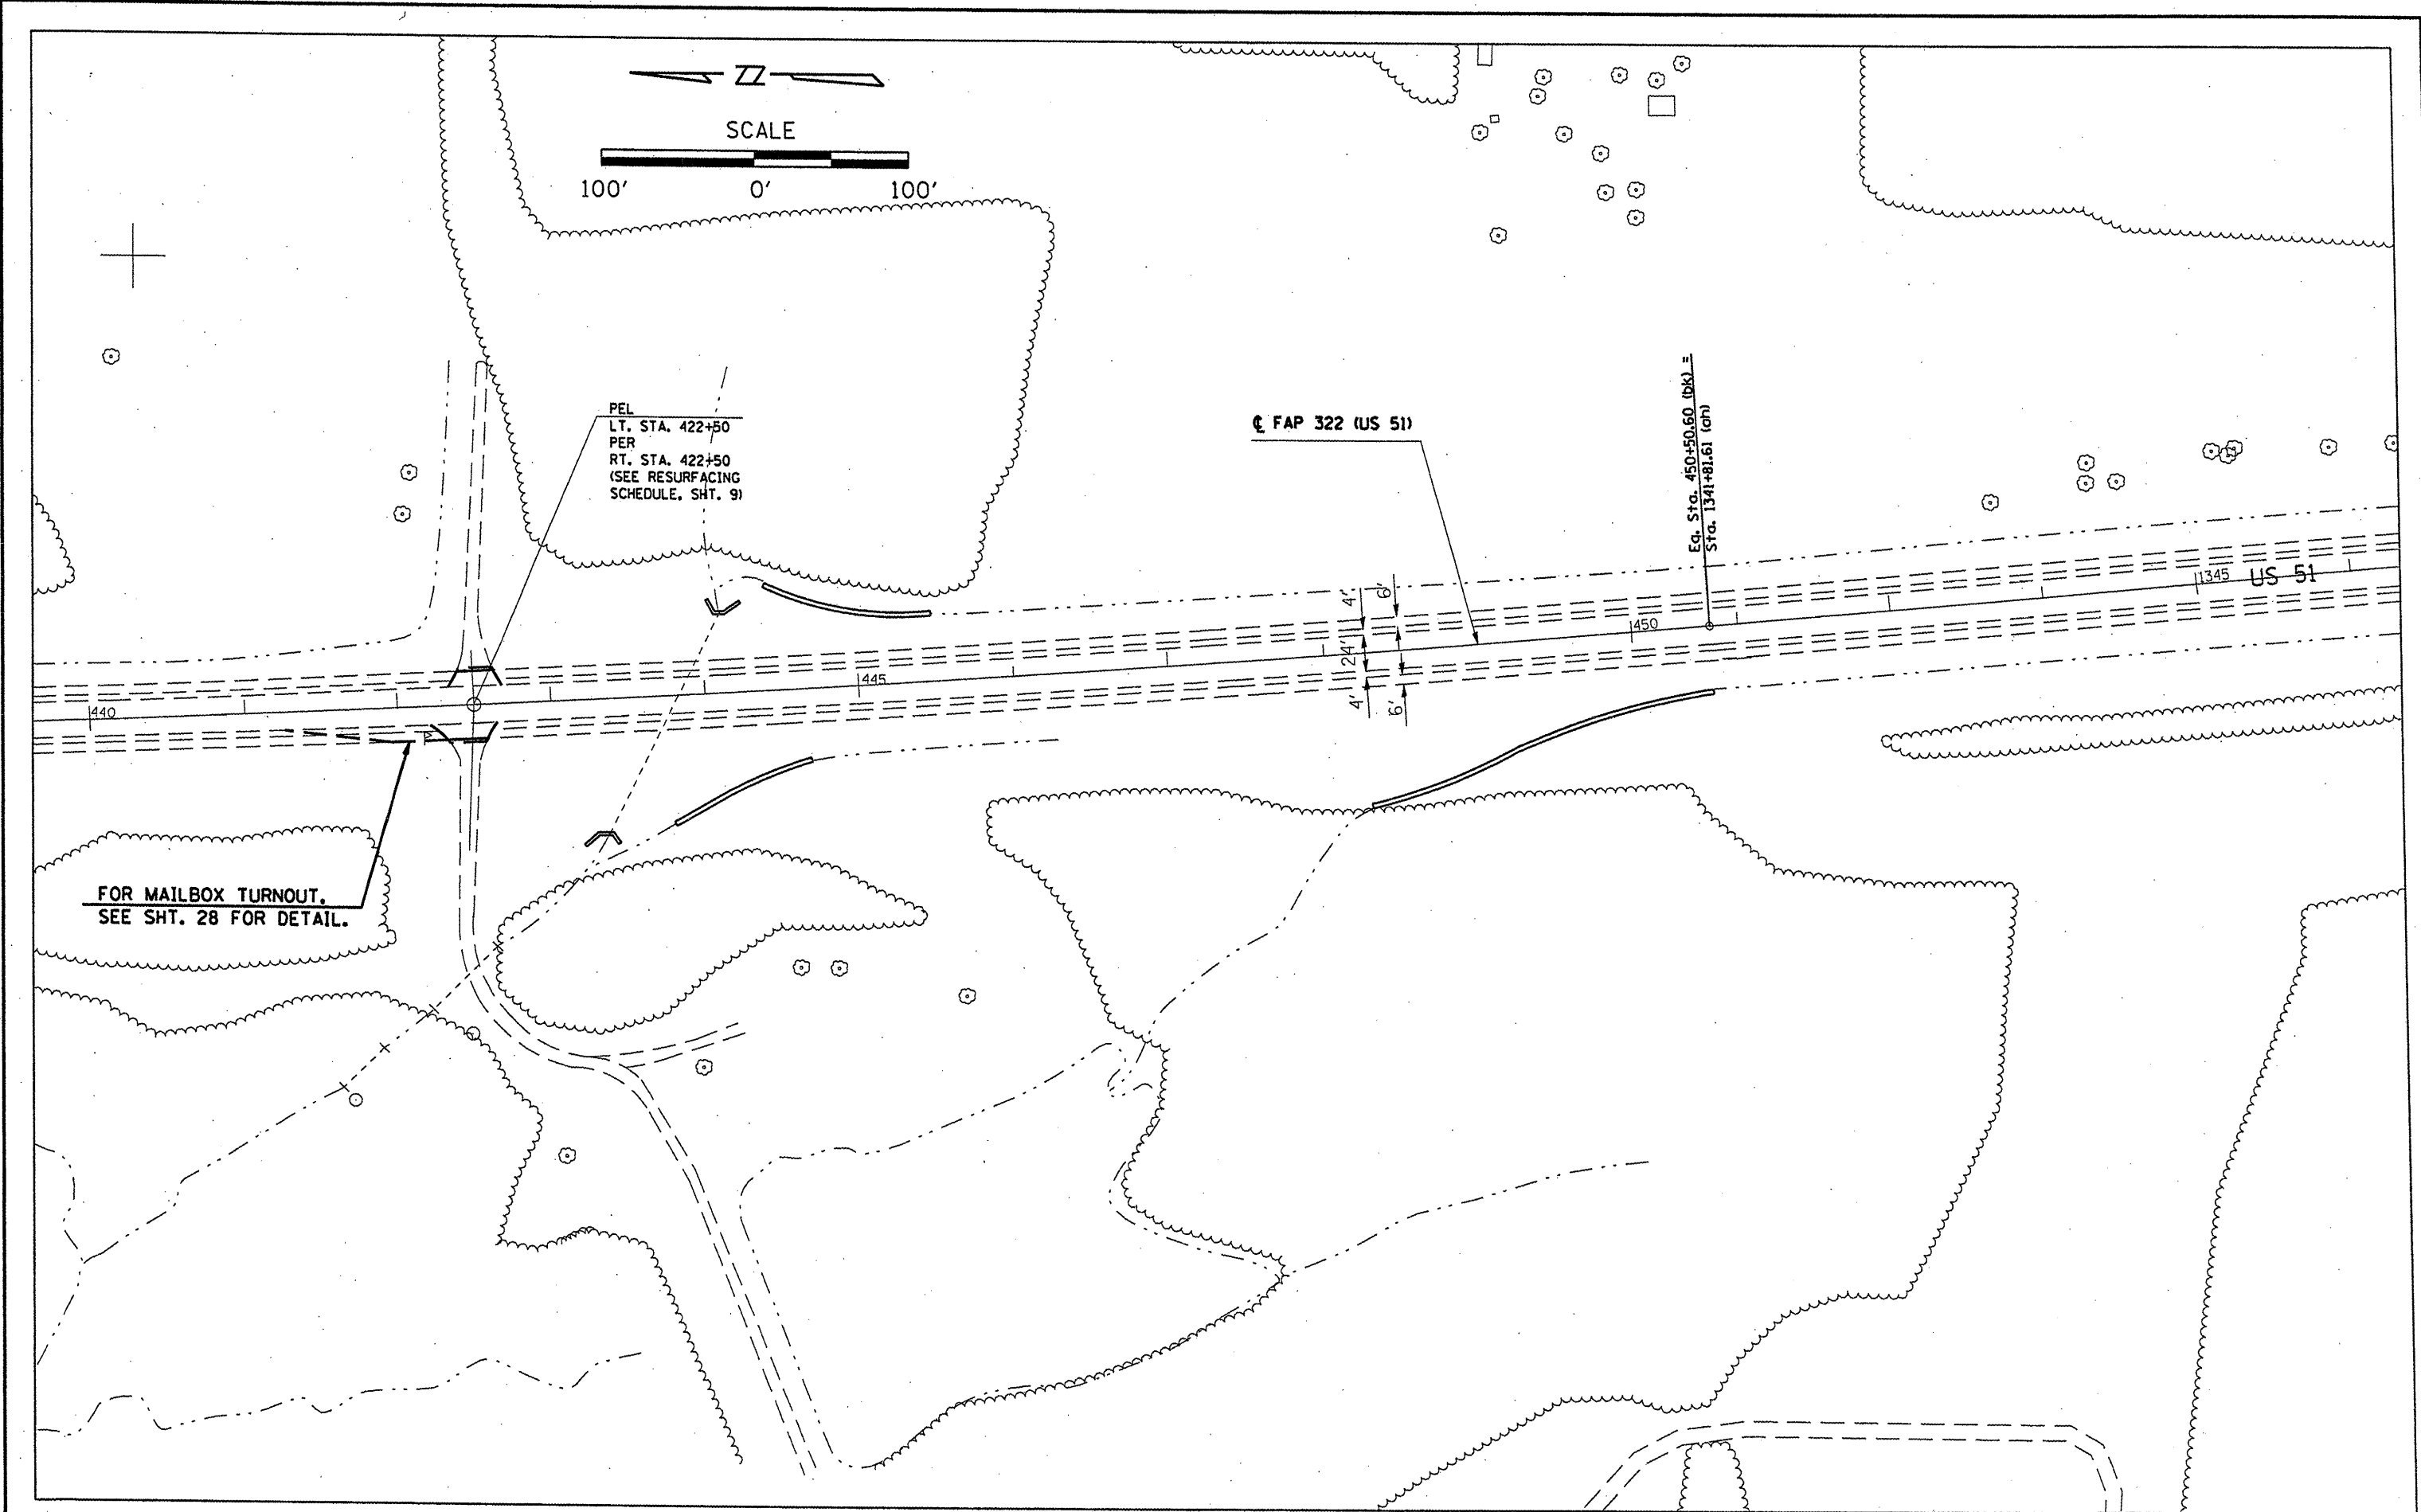 SCALE
100' 0' 100'
PEL
LT. STA. 422+50
PER
RT. STA. 422+50
(SEE RESURFACING
SCHEDULE, SHT. 9)
℄ FAP 322 (US 51)
Eq. Sta. 450+50.60 (bk) =
Sta. 1341+81.61 (ah)
1345 US 51
450
4' 6'
24'
4' 6'
445
440
FOR MAILBOX TURNOUT.
SEE SHT. 28 FOR DETAIL.